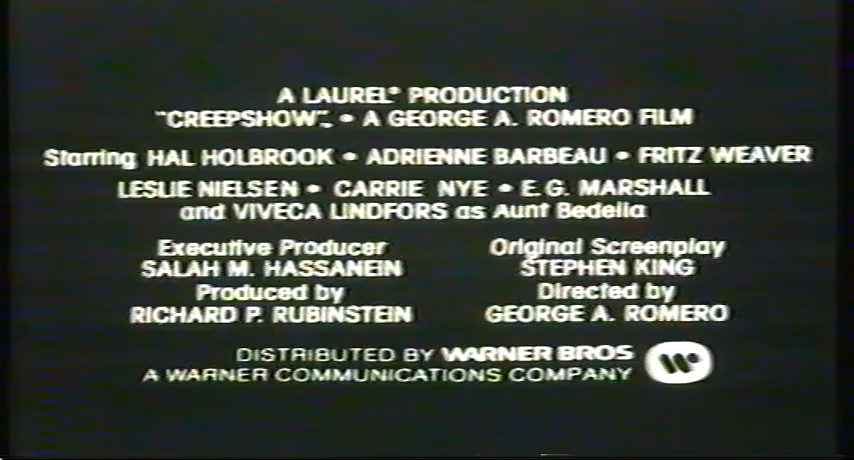 A LAUREL® PRODUCTION
"CREEPSHOW"™ • A GEORGE A. ROMERO FILM
Starring HAL HOLBROOK • ADRIENNE BARBEAU • FRITZ WEAVER
LESLIE NIELSEN • CARRIE NYE • E.G. MARSHALL
and VIVECA LINDFORS as Aunt Bedelia
Executive Producer
SALAH M. HASSANEIN
Produced by
RICHARD P. RUBINSTEIN
Original Screenplay
STEPHEN KING
Directed by
GEORGE A. ROMERO
DISTRIBUTED BY WARNER BROS
A WARNER COMMUNICATIONS COMPANY